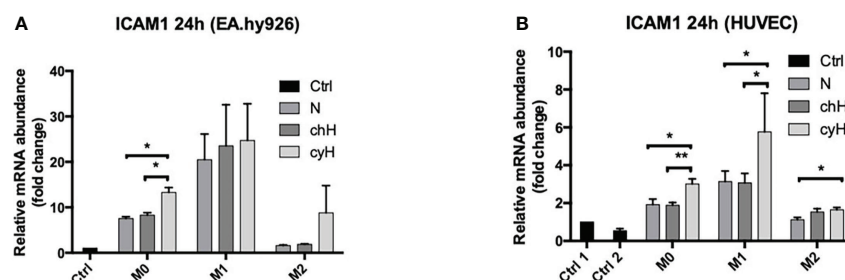 A
ICAM1 24h (EA.hy926)
Relative mRNA abundance
(fold change)
40
30
20
10
0
Ctrl
N
chH
cyH
*
*
Ctrl
M0
M1
M2
B
ICAM1 24h (HUVEC)
Relative mRNA abundance
(fold change)
10
8
6
4
2
0
Ctrl
N
chH
cyH
*
**
*
*
*
Ctrl 1
Ctrl 2
M0
M1
M2